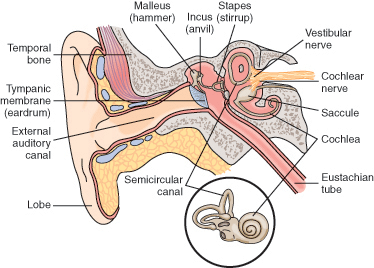 Malleus
(hammer)
Incus
(anvil)
Stapes
(stirrup)
Vestibular
nerve
Temporal
bone
Cochlear
nerve
Tympanic
membrane
(eardrum)
Saccule
External
auditory
canal
Cochlea
Semicircular
canal
Eustachian
tube
Lobe